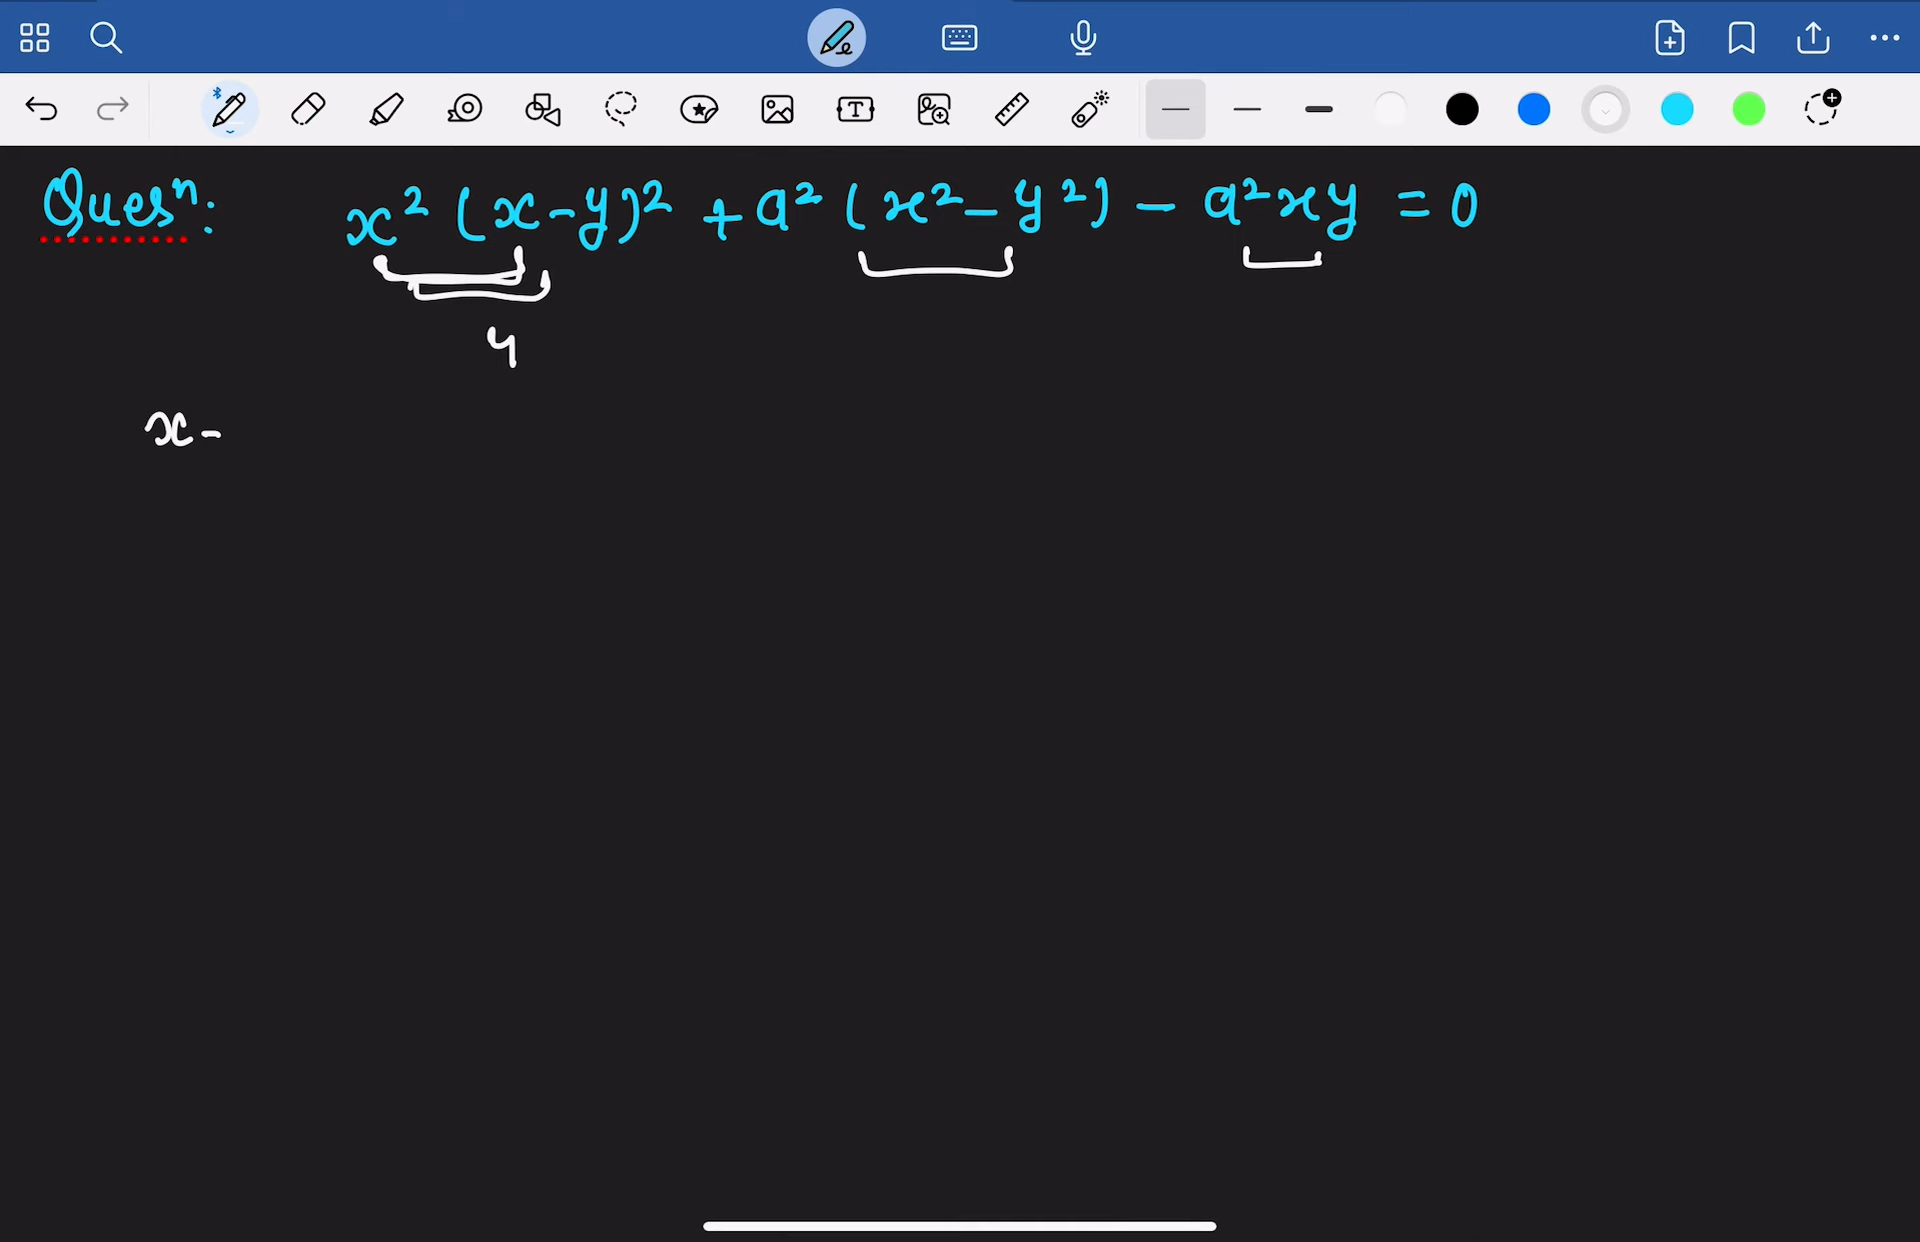 Quesⁿ: x² (x-y)² + a² (x²-y²) - a²xy = 0
4
x-